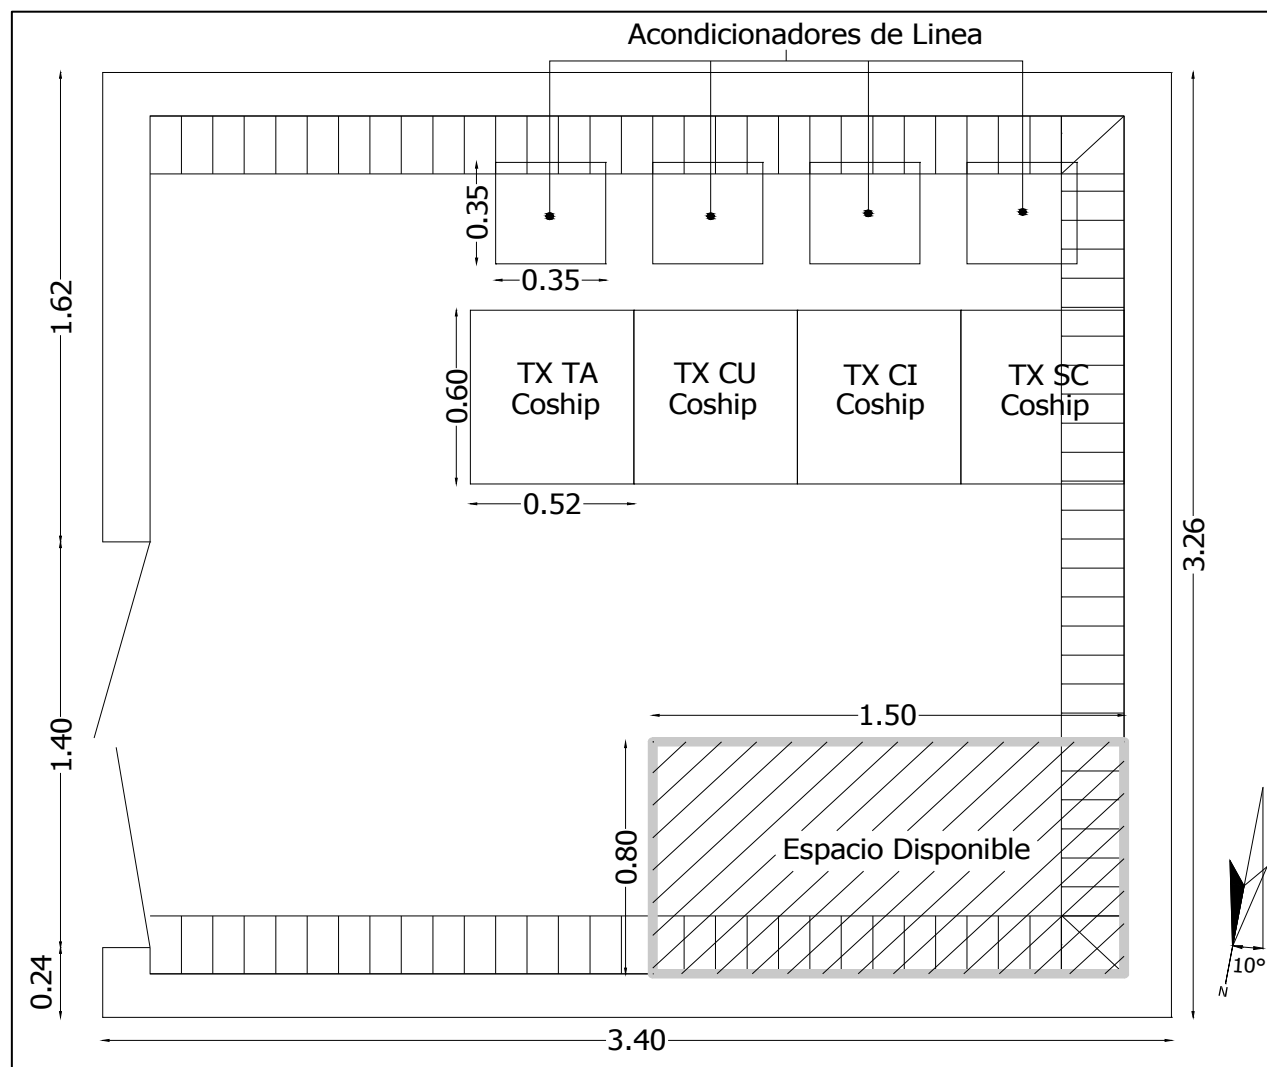 Acondicionadores de Linea
0.35
0.35
1.62
3.26
0.60
TX TA
Coship
TX CU
Coship
TX CI
Coship
TX SC
Coship
0.52
1.50
1.40
0.80
Espacio Disponible
0.24
10°
N
3.40